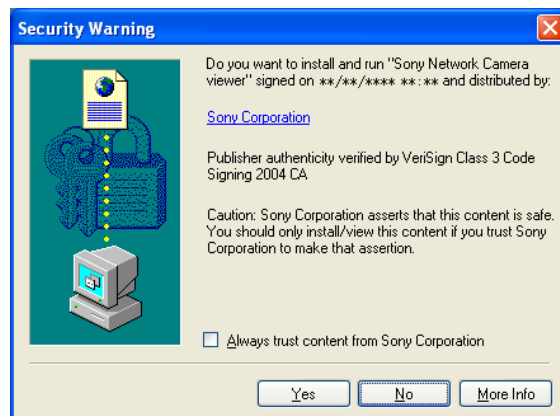 Security Warning
Do you want to install and run "Sony Network Camera
viewer" signed on **/**/**** **:** and distributed by:
Sony Corporation
Publisher authenticity verified by VeriSign Class 3 Code
Signing 2004 CA
Caution: Sony Corporation asserts that this content is safe.
You should only install/view this content if you trust Sony
Corporation to make that assertion.
Always trust content from Sony Corporation
Yes
No
More Info